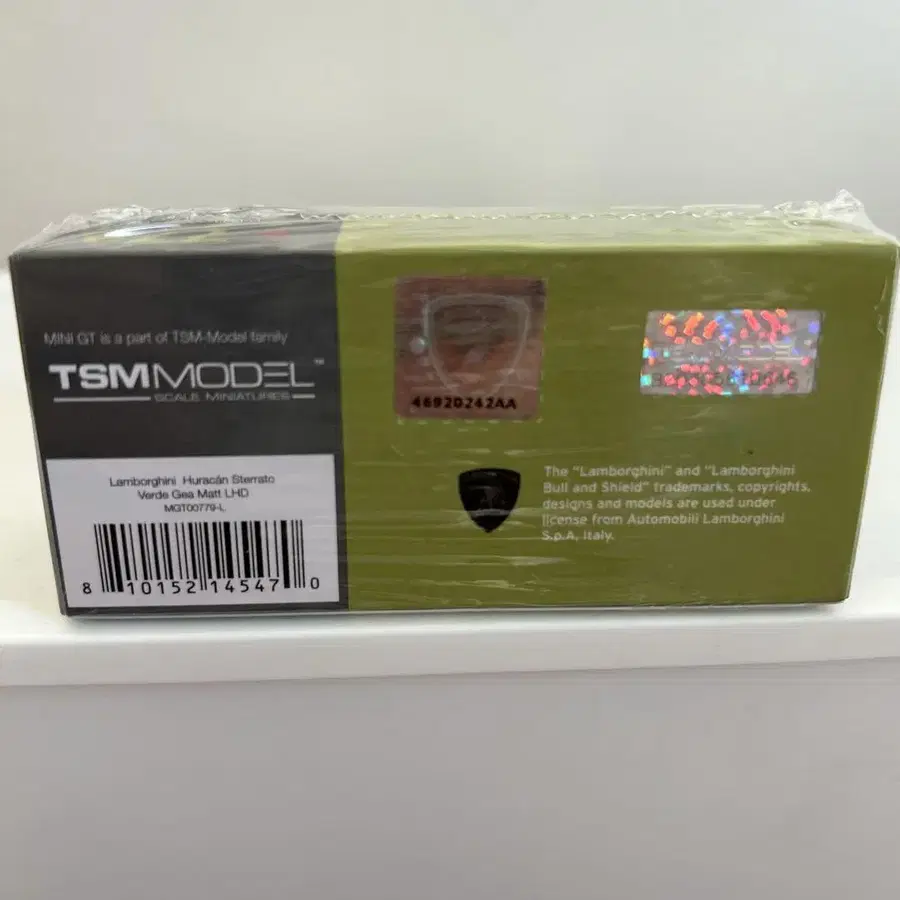 MINI GT is a part of TSM-Model family
TSMMODEL™
SCALE MINIATURES
Lamborghini Huracán Sterrato
Verde Gea Matt LHD
MGT00779-L
8 10152 14547 0
46920242AA
The "Lamborghini" and "Lamborghini
Bull and Shield" trademarks, copyrights,
designs and models are used under
license from Automobili Lamborghini
S.p.A, Italy.